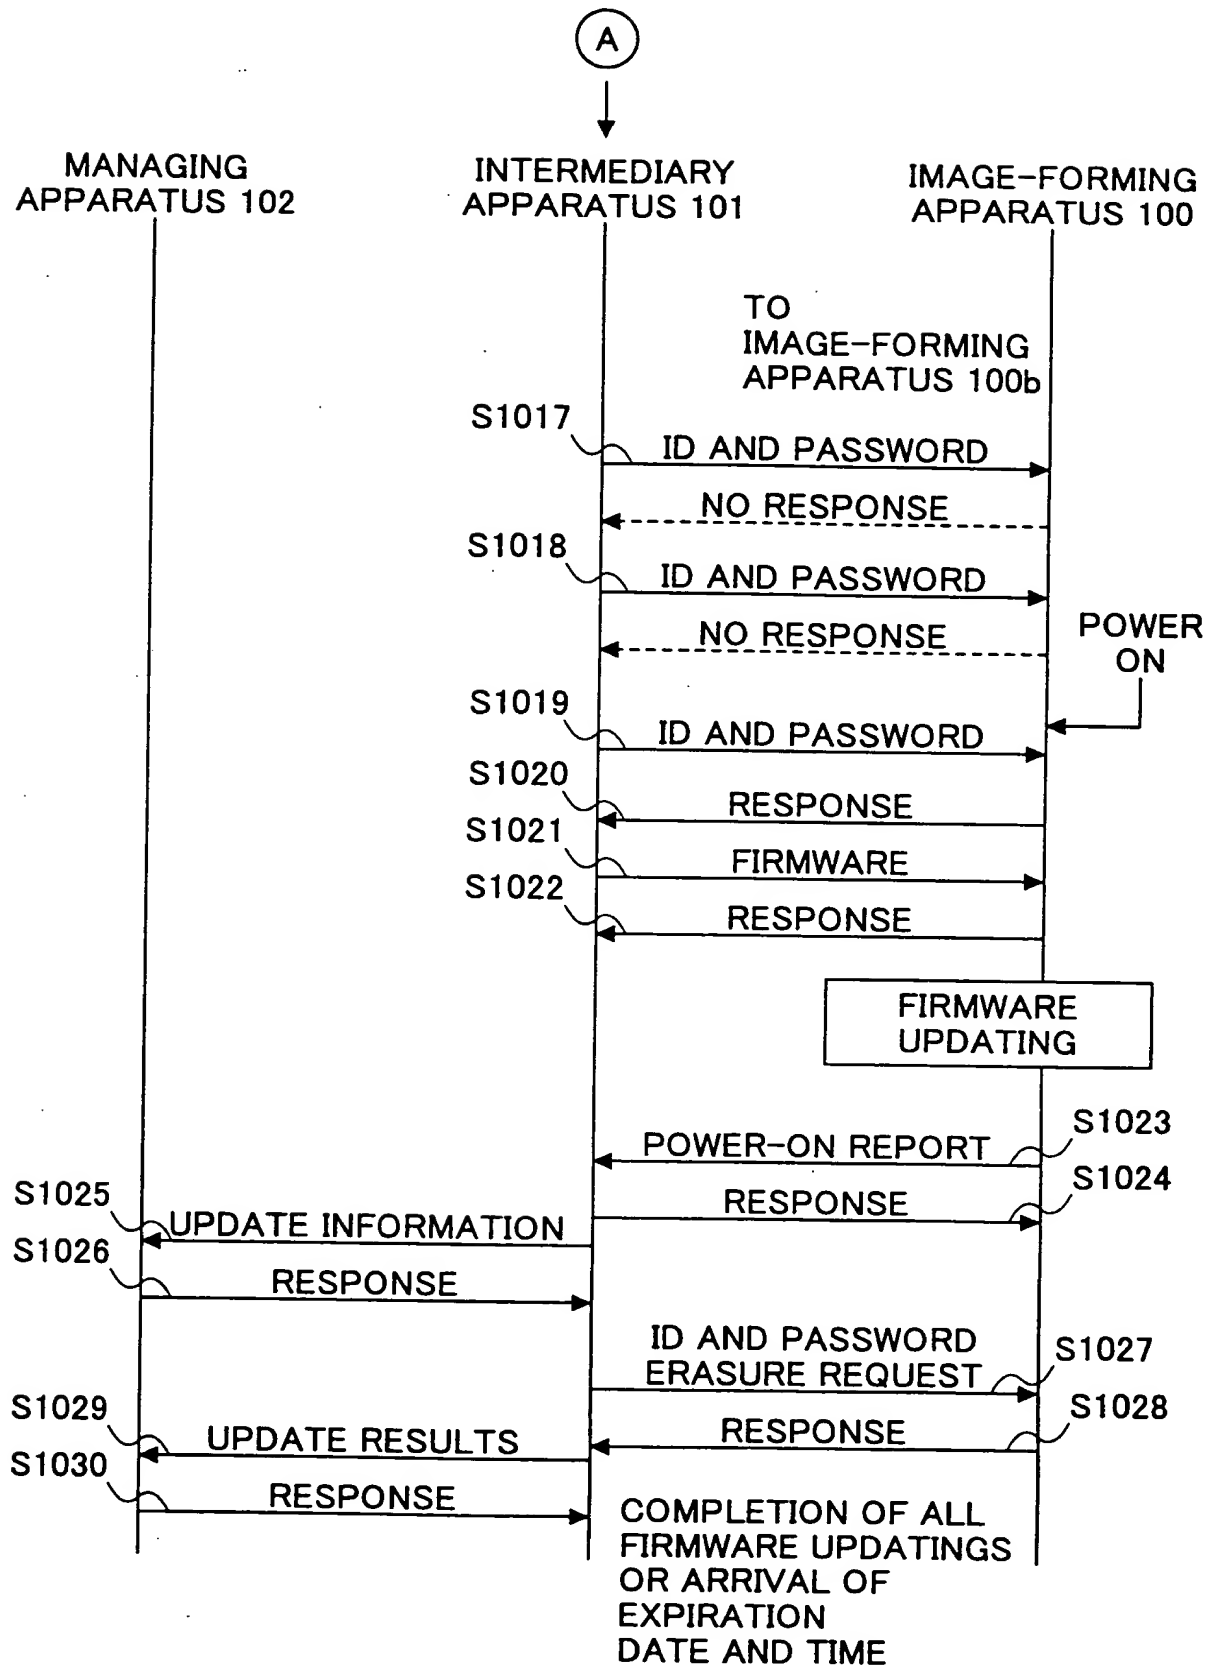 A
MANAGING
APPARATUS 102
INTERMEDIARY
APPARATUS 101
IMAGE-FORMING
APPARATUS 100
TO
IMAGE-FORMING
APPARATUS 100b
S1017
ID AND PASSWORD
NO RESPONSE
S1018
ID AND PASSWORD
NO RESPONSE
POWER
ON
S1019
ID AND PASSWORD
S1020
RESPONSE
S1021
FIRMWARE
S1022
RESPONSE
FIRMWARE
UPDATING
S1023
POWER-ON REPORT
S1024
RESPONSE
S1025
UPDATE INFORMATION
S1026
RESPONSE
ID AND PASSWORD
ERASURE REQUEST
S1027
S1028
RESPONSE
S1029
UPDATE RESULTS
S1030
RESPONSE
COMPLETION OF ALL
FIRMWARE UPDATINGS
OR ARRIVAL OF
EXPIRATION
DATE AND TIME